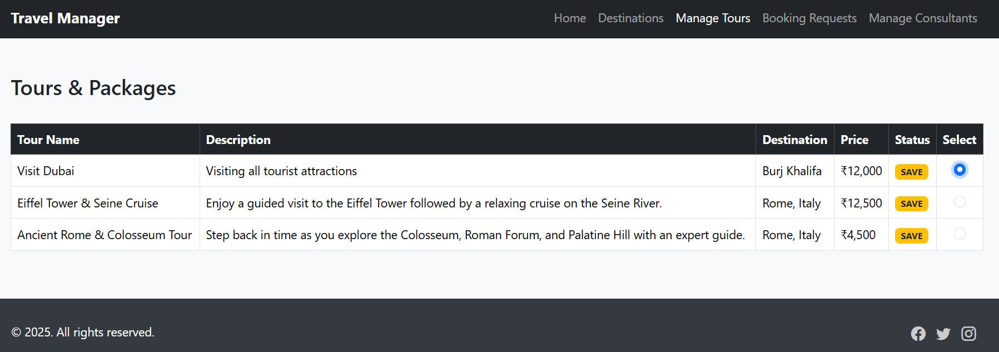 Travel Manager Home Destinations Manage Tours Booking Requests Manage Consultants
Tours & Packages
Tour Name Description Destination Price Status Select
Visit Dubai Visiting all tourist attractions Burj Khalifa ₹12,000 SAVE
Eiffel Tower & Seine Cruise Enjoy a guided visit to the Eiffel Tower followed by a relaxing cruise on the Seine River. Rome, Italy ₹12,500 SAVE
Ancient Rome & Colosseum Tour Step back in time as you explore the Colosseum, Roman Forum, and Palatine Hill with an expert guide. Rome, Italy ₹4,500 SAVE
© 2025. All rights reserved.